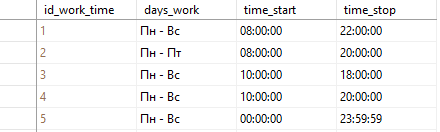 id_work_time days_work time_start time_stop
1 Пн - Вс 08:00:00 22:00:00
2 Пн - Пт 08:00:00 20:00:00
3 Пн - Вс 10:00:00 18:00:00
4 Пн - Вс 10:00:00 20:00:00
5 Пн - Вс 00:00:00 23:59:59